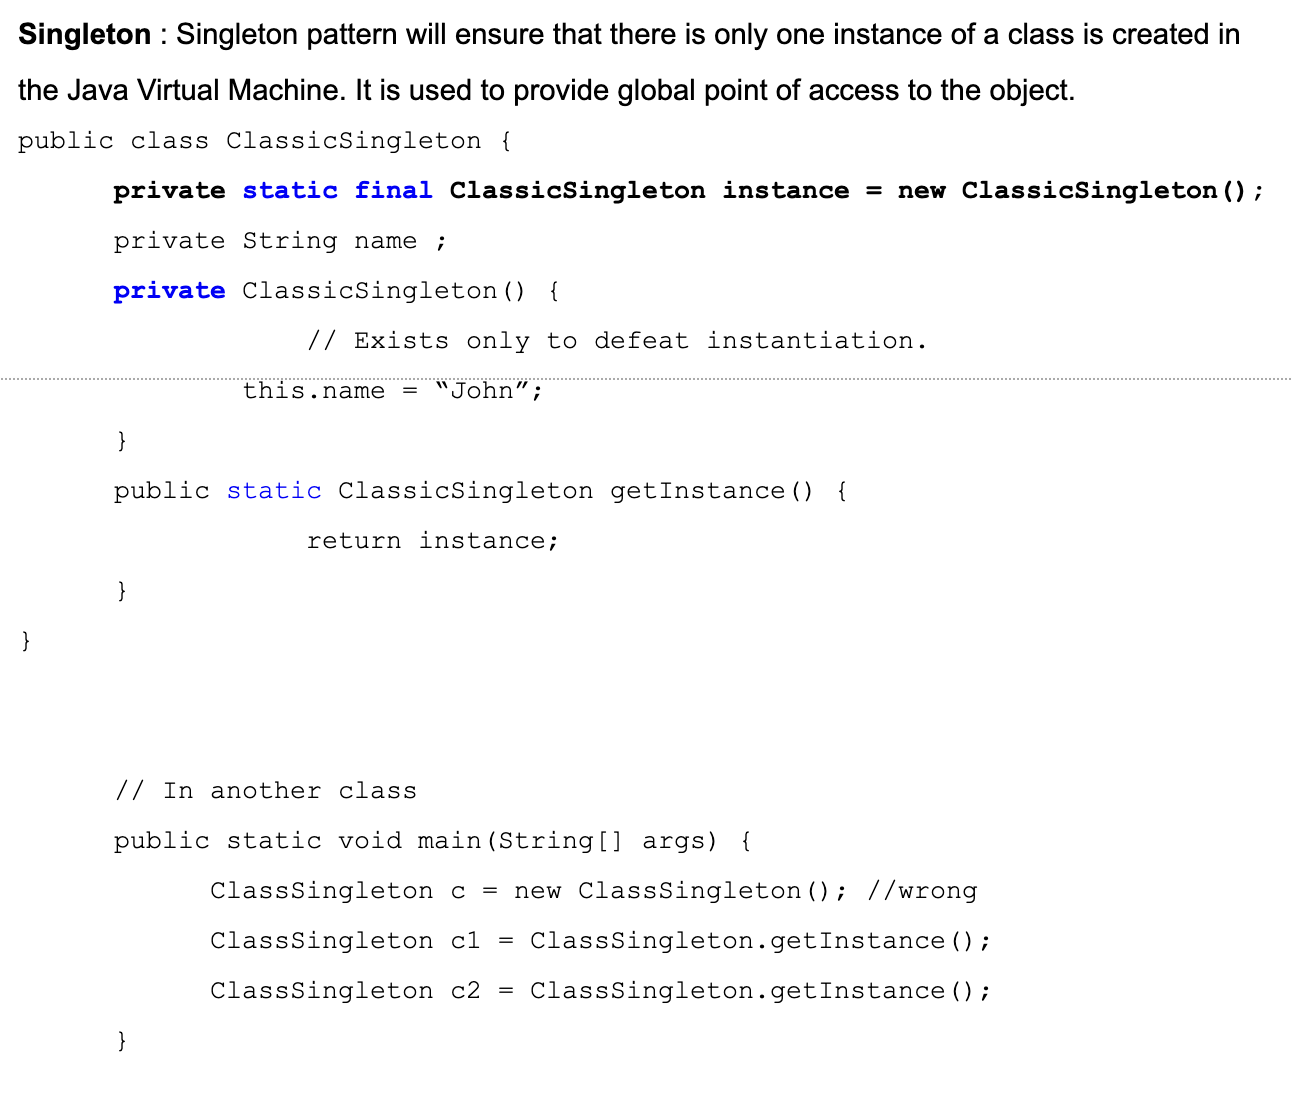 Singleton : Singleton pattern will ensure that there is only one instance of a class is created in
the Java Virtual Machine. It is used to provide global point of access to the object.
public class ClassicSingleton {
private static final ClassicSingleton instance = new ClassicSingleton();
private String name ;
private ClassicSingleton() {
// Exists only to defeat instantiation.
this.name = “John”;
}
public static ClassicSingleton getInstance() {
return instance;
}
}
// In another class
public static void main(String[] args) {
ClassSingleton c = new ClassSingleton(); //wrong
ClassSingleton c1 = ClassSingleton.getInstance();
ClassSingleton c2 = ClassSingleton.getInstance();
}